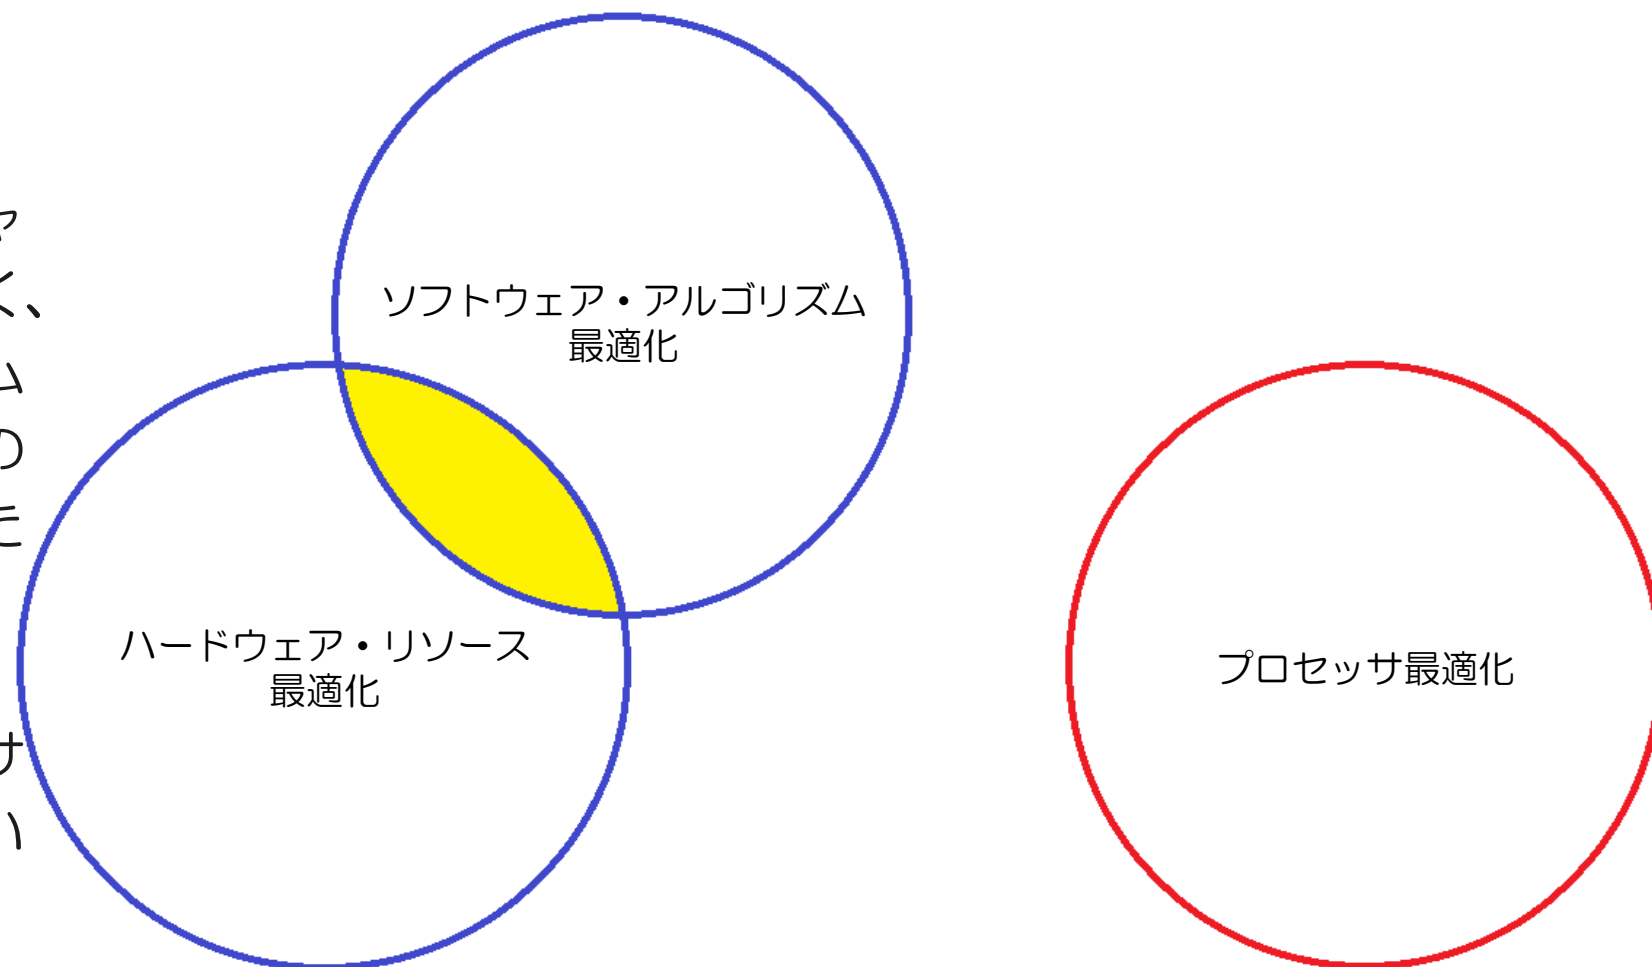 ソフトウェア・アルゴリズム
最適化
ハードウェア・リソース
最適化
プロセッサ最適化